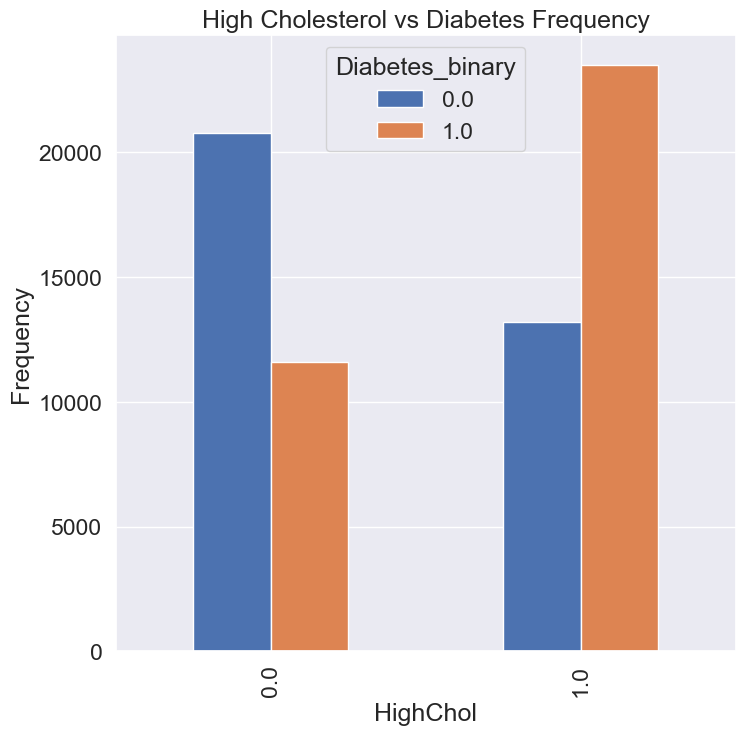 High Cholesterol vs Diabetes Frequency
Diabetes_binary
0.0
1.0
20000
15000
10000
5000
0
Frequency
0.0
1.0
HighChol